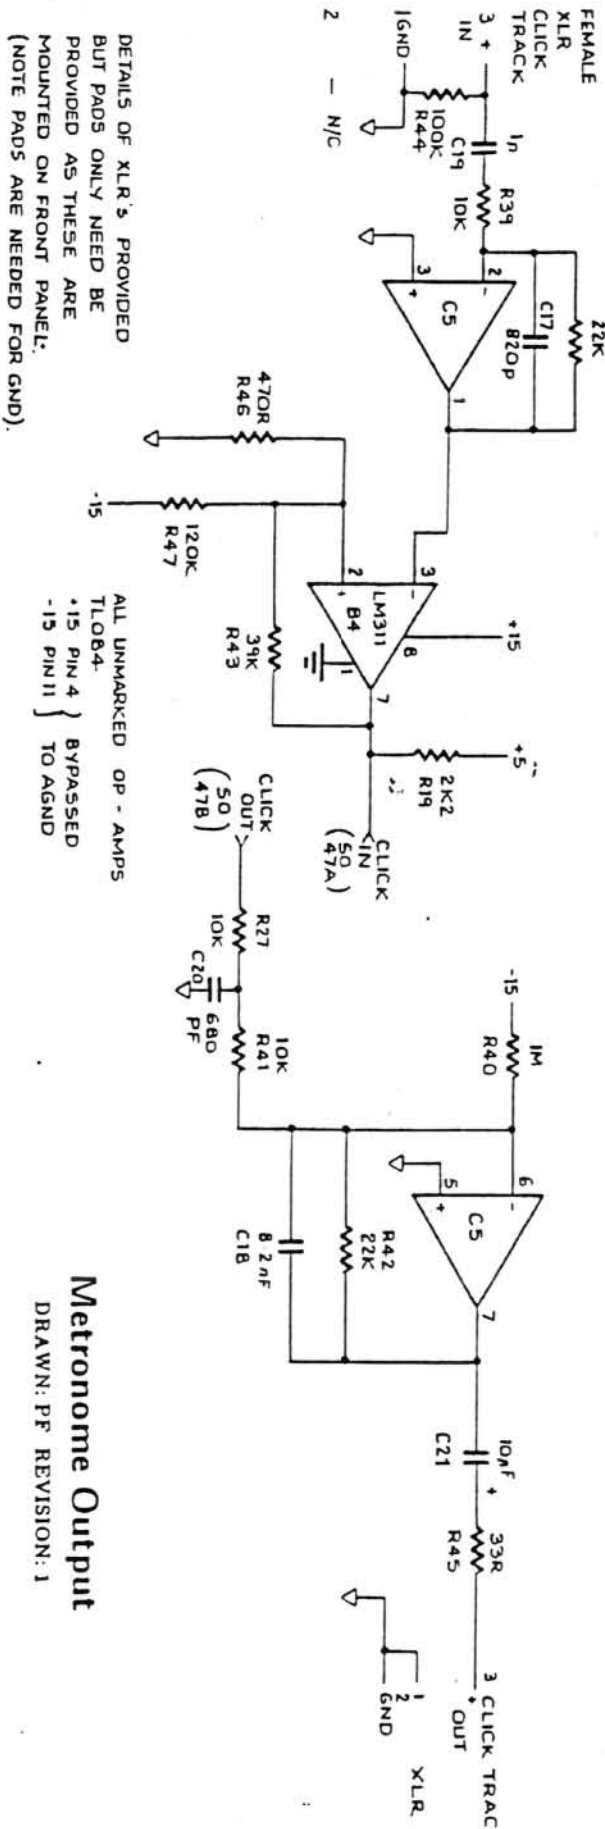 FEMALE
XLR
CLICK
TRACK
3 +
IN
1 GND
2 – N/C
100K
R44
1n
C19
R39
10K
22K
C17
820p
2
-
3
+
C5
1
470R
R46
-15
120K
R47
39K
R43
3
-
2
+
LM311
B4
8
1
7
+15
+5
2K2
R19
CLICK
IN
(50
47A)
CLICK
OUT
(50
47B)
R27
10K
C20
680
PF
10K
R41
-15
1M
R40
6
-
5
+
C5
7
R42
22K
8.2nF
C18
C21
+
33R
R45
3 CLICK TRAC
+ OUT
1
2
GND
XLR
DETAILS OF XLR's PROVIDED
BUT PADS ONLY NEED BE
PROVIDED AS THESE ARE
MOUNTED ON FRONT PANEL.
(NOTE PADS ARE NEEDED FOR GND).
ALL UNMARKED OP - AMPS
TL084-
+15 PIN 4 } BYPASSED
-15 PIN 11 } TO AGND
Metronome Output
DRAWN: PF REVISION: 1